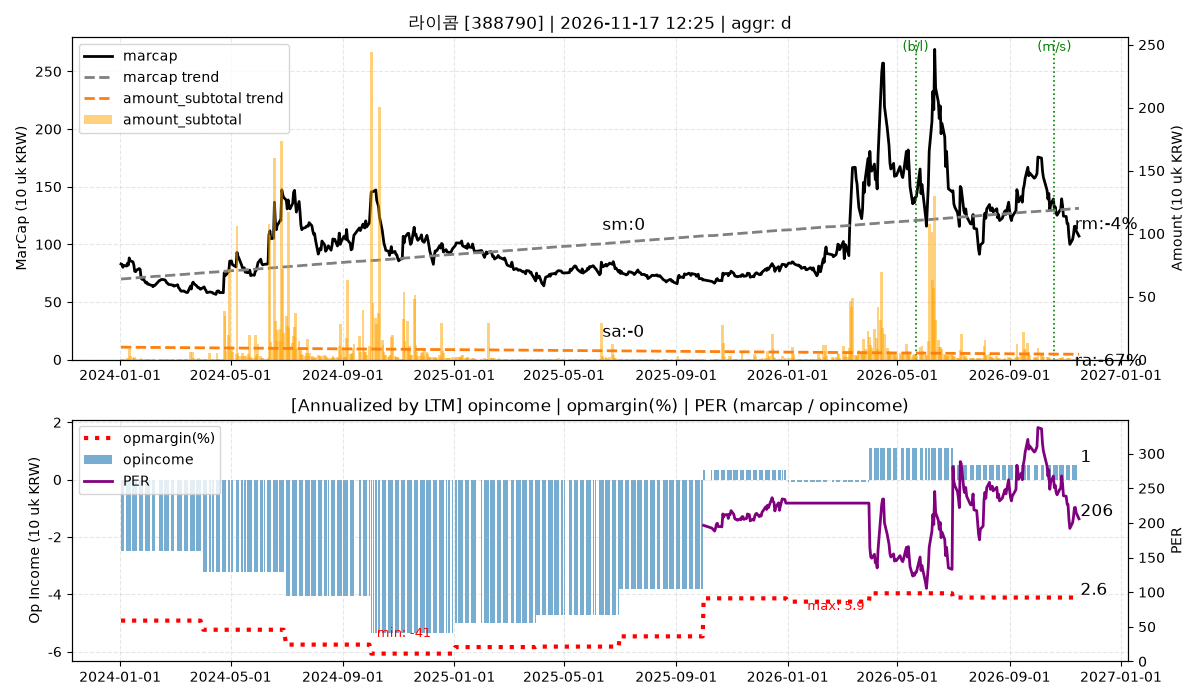 라이콤 [388790] | 2026-11-17 12:25 | aggr: d
marcap
marcap trend
amount_subtotal trend
amount_subtotal
(b/l)
(m/s)
250
200
150
100
50
0
250
200
150
100
50
0
MarCap (10 uk KRW)
Amount (10 uk KRW)
sm:0
sa:-0
rm:-4%
ra:-67%
2024-01-01
2024-05-01
2024-09-01
2025-01-01
2025-05-01
2025-09-01
2026-01-01
2026-05-01
2026-09-01
2027-01-01
[Annualized by LTM] opincome | opmargin(%) | PER (marcap / opincome)
opmargin(%)
opincome
PER
2
0
-2
-4
-6
Op Income (10 uk KRW)
300
250
200
150
100
50
0
PER
1
206
2.6
min: -41
max: 3.9
2024-01-01
2024-05-01
2024-09-01
2025-01-01
2025-05-01
2025-09-01
2026-01-01
2026-05-01
2026-09-01
2027-01-01